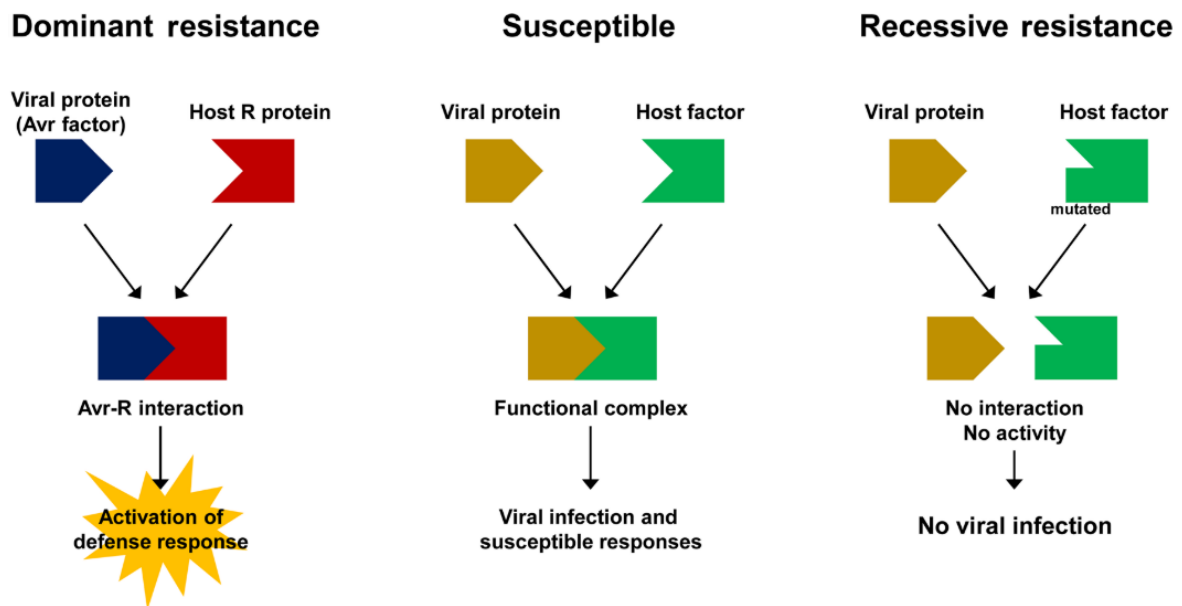 Dominant resistance
Viral protein
(Avr factor)
Host R protein
Avr-R interaction
Activation of
defense response
Susceptible
Viral protein
Host factor
Functional complex
Viral infection and
susceptible responses
Recessive resistance
Viral protein
Host factor
mutated
No interaction
No activity
No viral infection